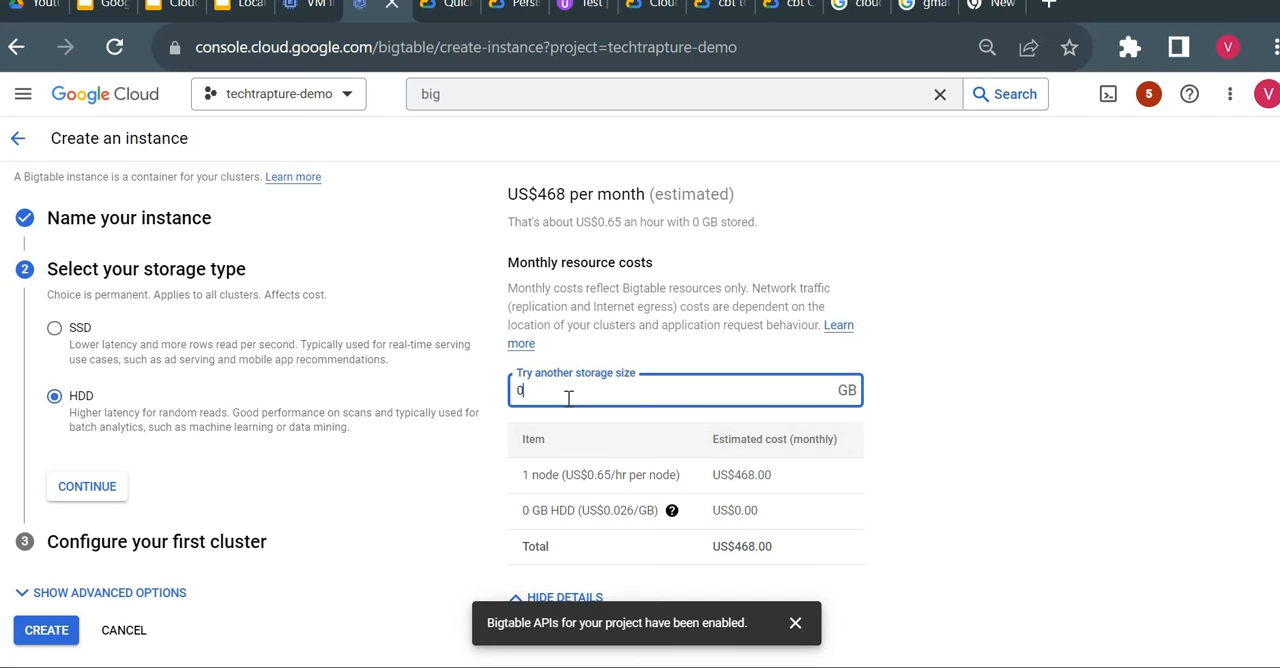 Youtu
Goog
Cloud
Local
VM i
Quic
Persi
Test
Cloud
cbt t
cbt C
cloud
gmai
New
console.cloud.google.com/bigtable/create-instance?project=techtrapture-demo
V
Google Cloud
techtrapture-demo
big
Search
5
V
Create an instance
A Bigtable instance is a container for your clusters. Learn more
Name your instance
2 Select your storage type
Choice is permanent. Applies to all clusters. Affects cost.
SSD
Lower latency and more rows read per second. Typically used for real-time serving
use cases, such as ad serving and mobile app recommendations.
HDD
Higher latency for random reads. Good performance on scans and typically used for
batch analytics, such as machine learning or data mining.
CONTINUE
3 Configure your first cluster
SHOW ADVANCED OPTIONS
CREATE
CANCEL
US$468 per month (estimated)
That's about US$0.65 an hour with 0 GB stored.
Monthly resource costs
Monthly costs reflect Bigtable resources only. Network traffic
(replication and Internet egress) costs are dependent on the
location of your clusters and application request behaviour. Learn
more
Try another storage size
0 GB
Item Estimated cost (monthly)
1 node (US$0.65/hr per node) US$468.00
0 GB HDD (US$0.026/GB) US$0.00
Total US$468.00
HIDE DETAILS
Bigtable APIs for your project have been enabled.